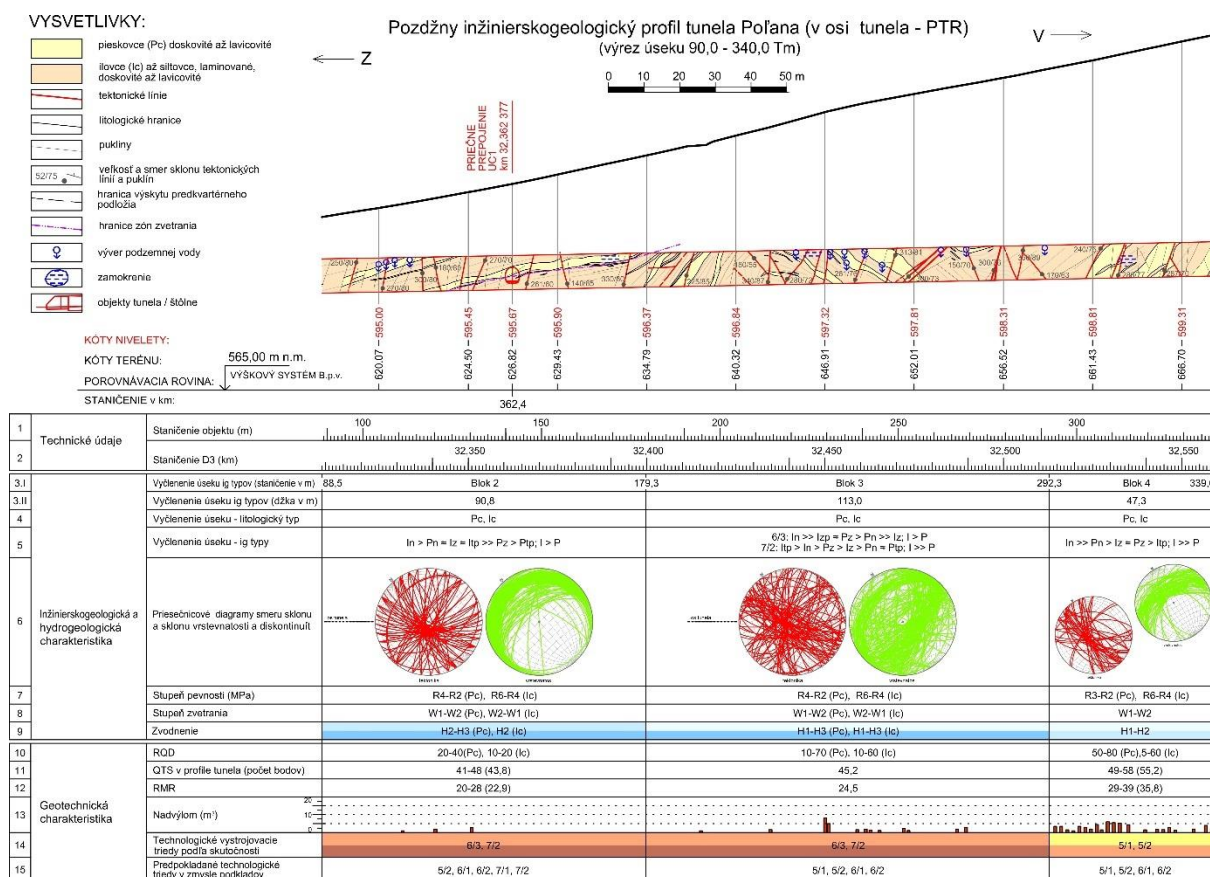 VYSVETLIVKY:
pieskovce (Pc) doskovité až lavicovité
ílovce (Ic) až siltovce, laminované,
doskovité až lavicovité
tektonické línie
litologické hranice
pukliny
52/75
veľkosť a smer sklonu tektonických
línií a puklín
hranica výskytu predkvartérneho
podložia
hranice zón zvetrania
výver podzemnej vody
zamokrenie
objekty tunela / štôlne
Pozdžny inžinierskogeologický profil tunela Poľana (v osi tunela - PTR)
(výrez úseku 90,0 - 340,0 Tm)
Z
V
0 10 20 30 40 50 m
PRIEČNE
PREPOJENIE
UC1
km 32.362 377
KÓTY NIVELETY:
595.00 595.45 595.67 595.90 596.37 596.84 597.32 597.81 598.31 598.81 599.31
KÓTY TERÉNU:
620.07 624.50 626.82 629.43 634.79 640.32 646.91 652.01 656.52 661.43 666.70
565,00 m n.m.
POROVNÁVACIA ROVINA:
VÝŠKOVÝ SYSTÉM B.p.v.
STANIČENIE v km:
362,4
1 Technické údaje Staničenie objektu (m) 100 150 200 250 300
2 Staničenie D3 (km) 32.350 32.400 32.450 32.500
3.I Vyčlenenie úseku ig typov (staničenie v m) 88,5 Blok 2 179,3 Blok 3 292,3 Blok 4
3.II Vyčlenenie úseku ig typov (džka v m) 90,8 113,0 47,3
4 Vyčlenenie úseku - litologický typ Pc, Ic Pc, Ic Pc, Ic
5 Vyčlenenie úseku - ig typy In > Pn = Iz = Itp >> Pz > Ptp; I > P
6/3: In >> Izp = Pz > Pn >> Iz; I > P
7/2: Itp > In > Pz > Iz > Pn = Ptp; I >> P
In >> Pn > Iz = Pz > Itp; I >> P
6 Inžinierskogeologická a
hydrogeologická
charakteristika
Priesečnicové diagramy smeru sklonu
a sklonu vrstevnatosti a diskontinuít
7 Stupeň pevnosti (MPa) R4-R2 (Pc), R6-R4 (Ic) R4-R2 (Pc), R6-R4 (Ic) R3-R2 (Pc), R6-R4 (Ic)
8 Stupeň zvetrania W1-W2 (Pc), W2-W1 (Ic) W1-W2 (Pc), W2-W1 (Ic) W1-W2
9 Zvodnenie H2-H3 (Pc), H2 (Ic) H1-H3 (Pc), H1-H3 (Ic) H1-H2
10 RQD 20-40(Pc), 10-20 (Ic) 10-70 (Pc), 10-60 (Ic) 50-80 (Pc),5-60 (Ic)
11 QTS v profile tunela (počet bodov) 41-48 (43,8) 45,2 49-58 (55,2)
12 Geotechnická
charakteristika
RMR 20-28 (22,9) 24,5 29-39 (35,8)
13 Nadvýlom (m³) 20 10 0
14 Technologické vystrojovacie
triedy podľa skutočnosti
6/3, 7/2 6/3, 7/2 5/1, 5/2
15 Predpokladané technologické
triedy v zmysle podkladov
5/2, 6/1, 6/2, 7/1, 7/2 5/1, 5/2, 6/1, 6/2 5/1, 5/2, 6/1, 6/2